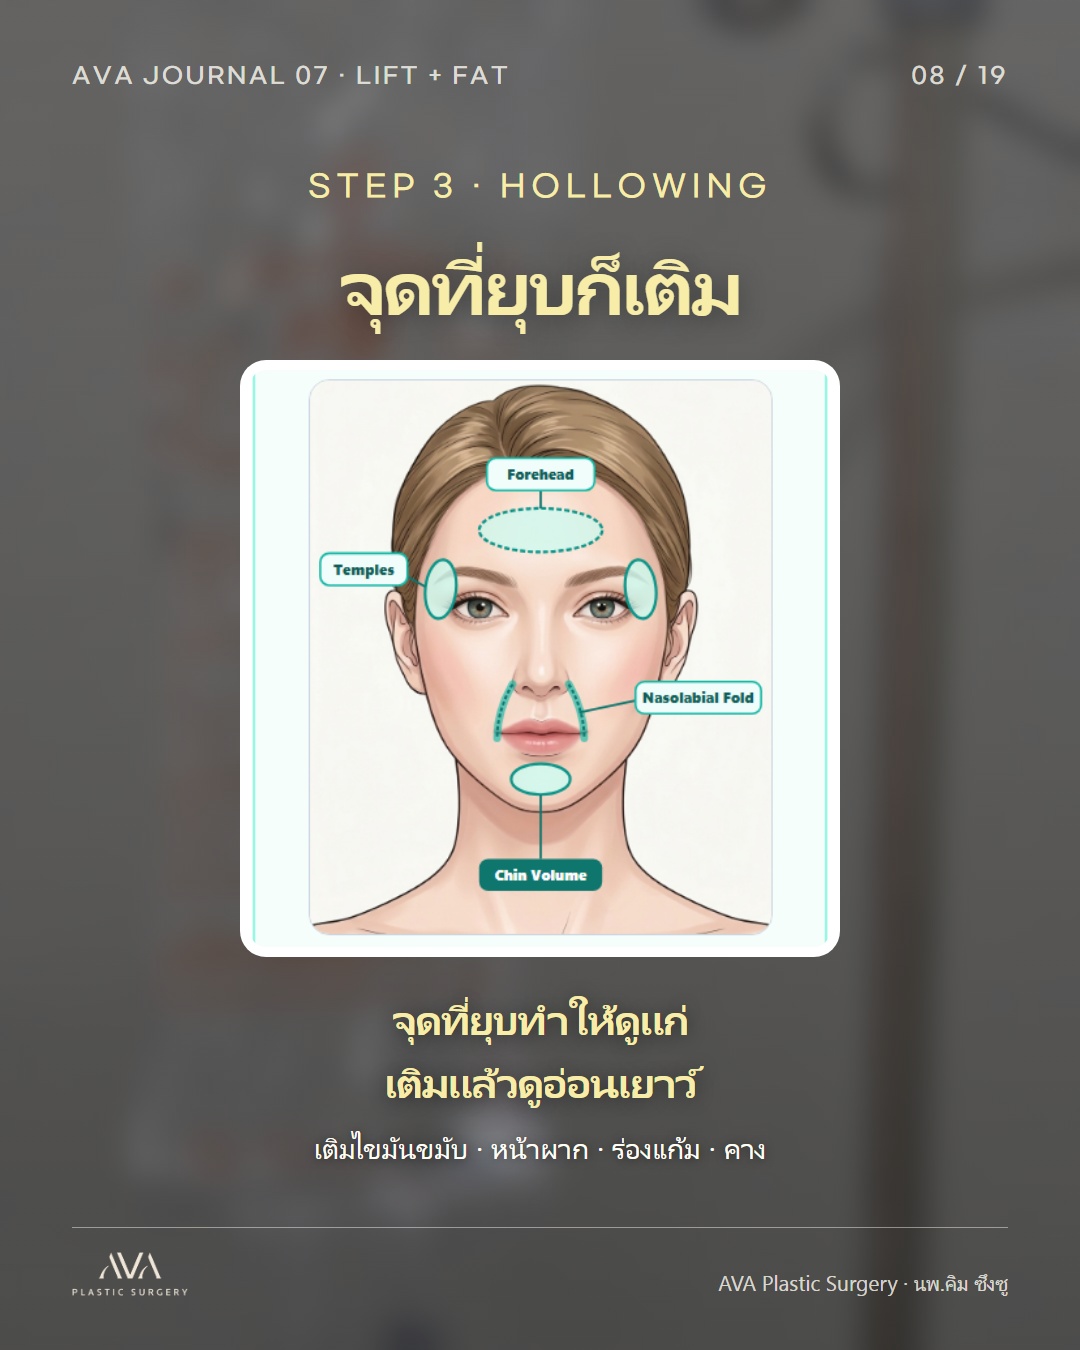 AVA JOURNAL 07 · LIFT + FAT
08 / 19
STEP 3 · HOLLOWING
จุดที่ยุบก็เติม
Forehead
Temples
Nasolabial Fold
Chin Volume
จุดที่ยุบทำให้ดูแก่
เติมแล้วดูอ่อนเยาว์
เติมไขมันขมับ · หน้าผาก · ร่องแก้ม · คาง
AVA
PLASTIC SURGERY
AVA Plastic Surgery · นพ.คิม ซึงซู